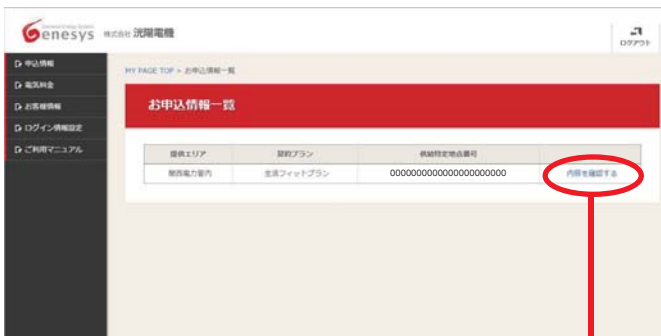 Genesys 株式会社 洸陽電機
ログアウト
申込情報
電気料金
お客様情報
ログイン情報設定
ご利用マニュアル
MY PAGE TOP > お申込情報一覧
お申込情報一覧
提供エリア 契約プラン 供給特定地点番号
関西電力管内 生活フィットプラン 0000000000000000000000 内容を確認する